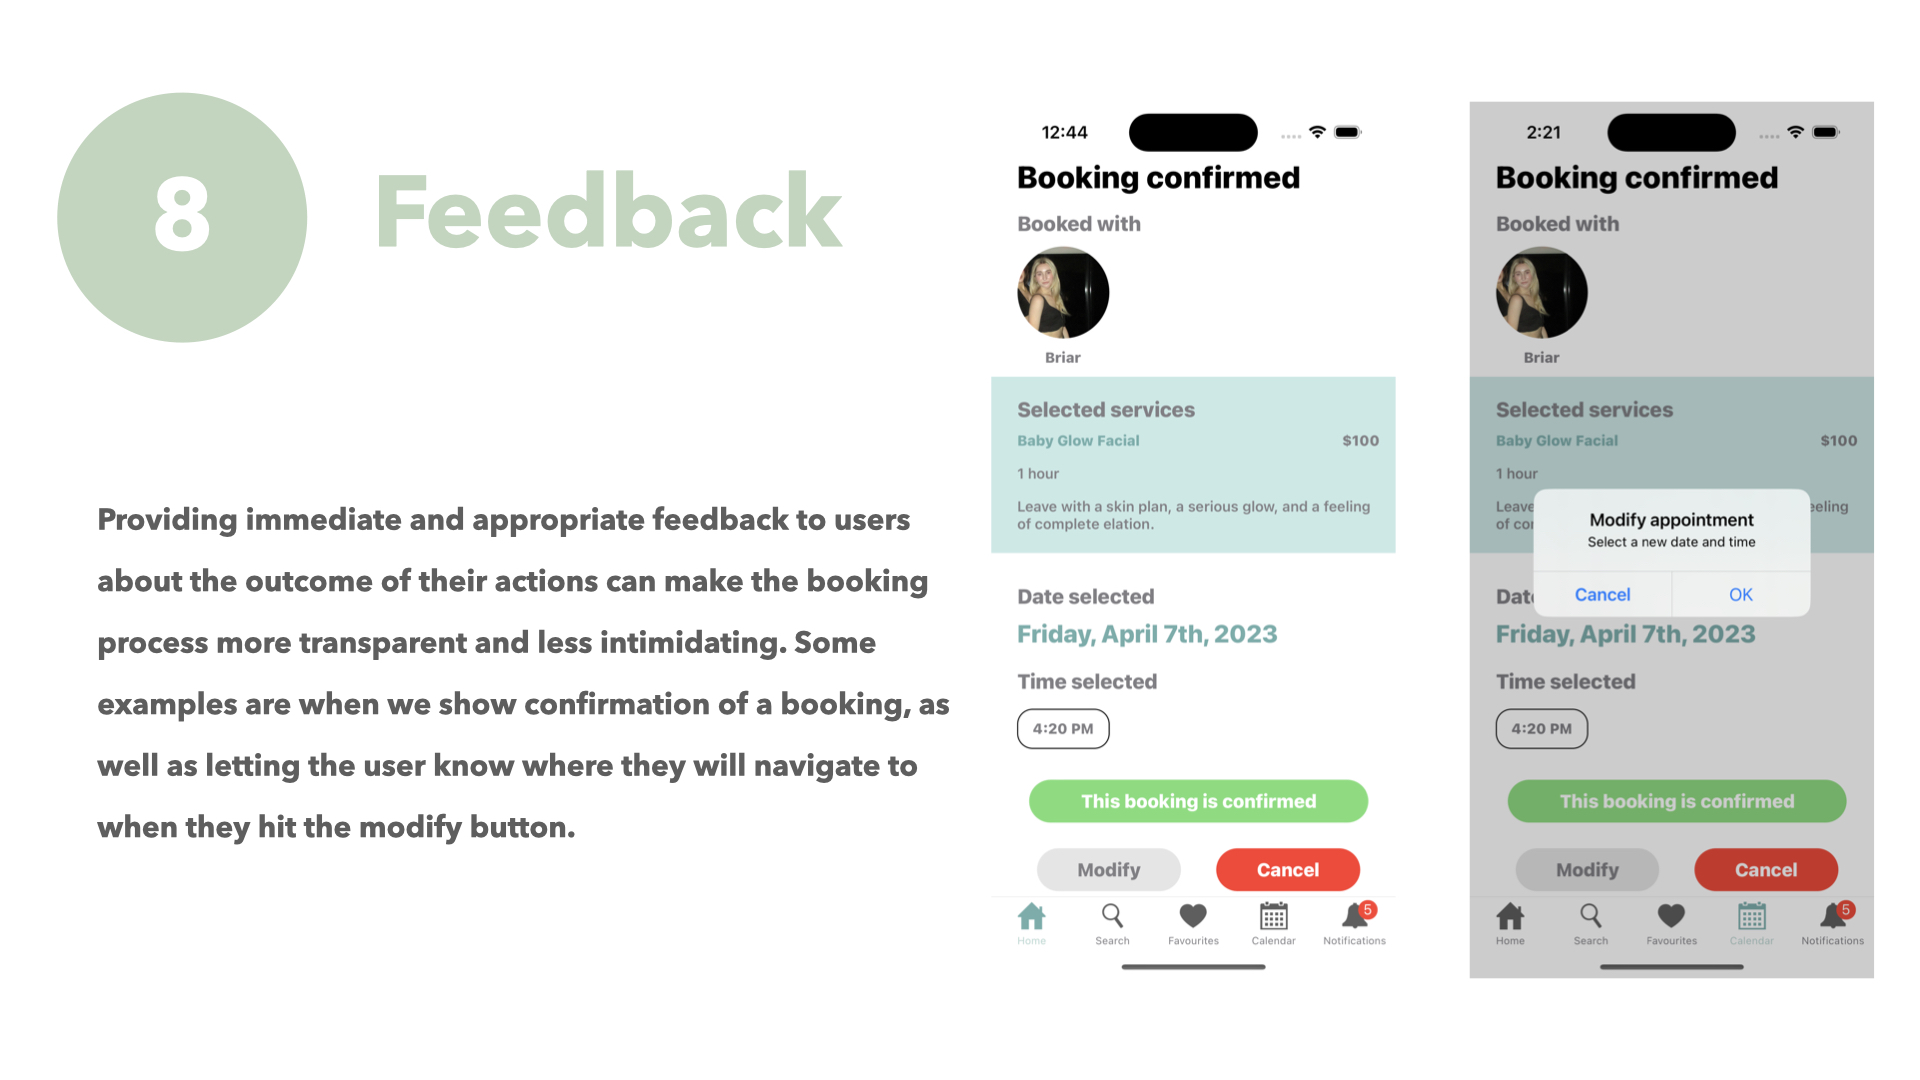 8
Feedback
Providing immediate and appropriate feedback to users
about the outcome of their actions can make the booking
process more transparent and less intimidating. Some
examples are when we show confirmation of a booking, as
well as letting the user know where they will navigate to
when they hit the modify button.
12:44
Booking confirmed
Booked with
Briar
Selected services
Baby Glow Facial $100
1 hour
Leave with a skin plan, a serious glow, and a feeling
of complete elation.
Date selected
Friday, April 7th, 2023
Time selected
4:20 PM
This booking is confirmed
Modify Cancel
5
Home Search Favourites Calendar Notifications
2:21
Booking confirmed
Booked with
Briar
Selected services
Baby Glow Facial $100
1 hour
Leave eeling
of co
Modify appointment
Select a new date and time
Cancel OK
Dat
Friday, April 7th, 2023
Time selected
4:20 PM
This booking is confirmed
Modify Cancel
5
Home Search Favourites Calendar Notifications